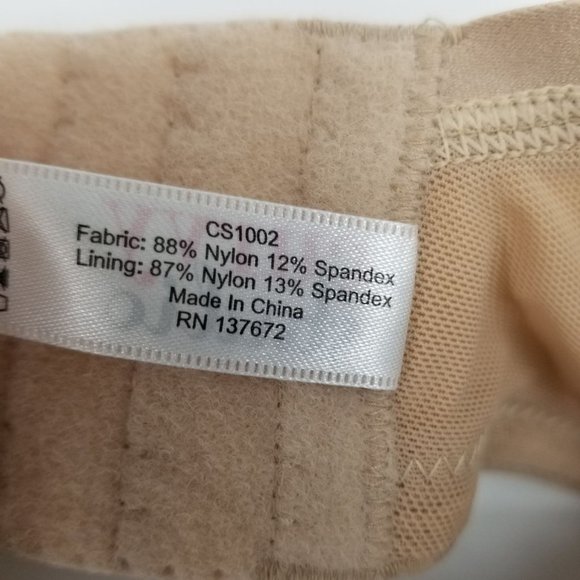 CS1002
Fabric: 88% Nylon 12% Spandex
Lining: 87% Nylon 13% Spandex
Made In China
RN 137672